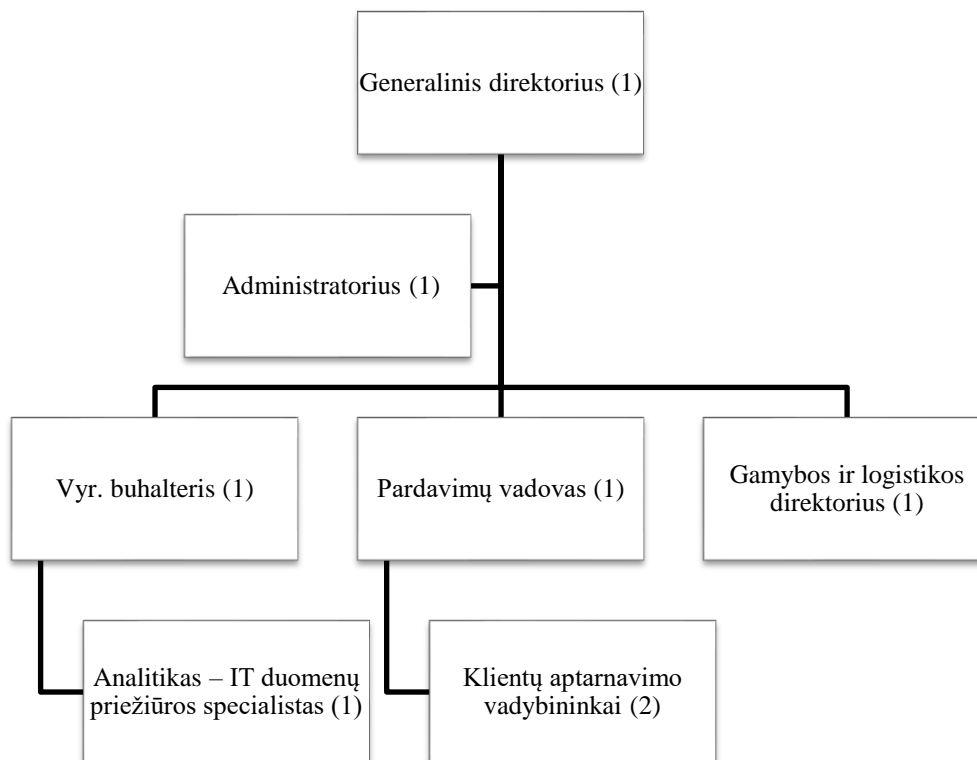 Generalinis direktorius (1)
Administratorius (1)
Vyr. buhalteris (1)
Pardavimų vadovas (1)
Gamybos ir logistikos
direktorius (1)
Analitikas – IT duomenų
priežiūros specialistas (1)
Klientų aptarnavimo
vadybininkai (2)